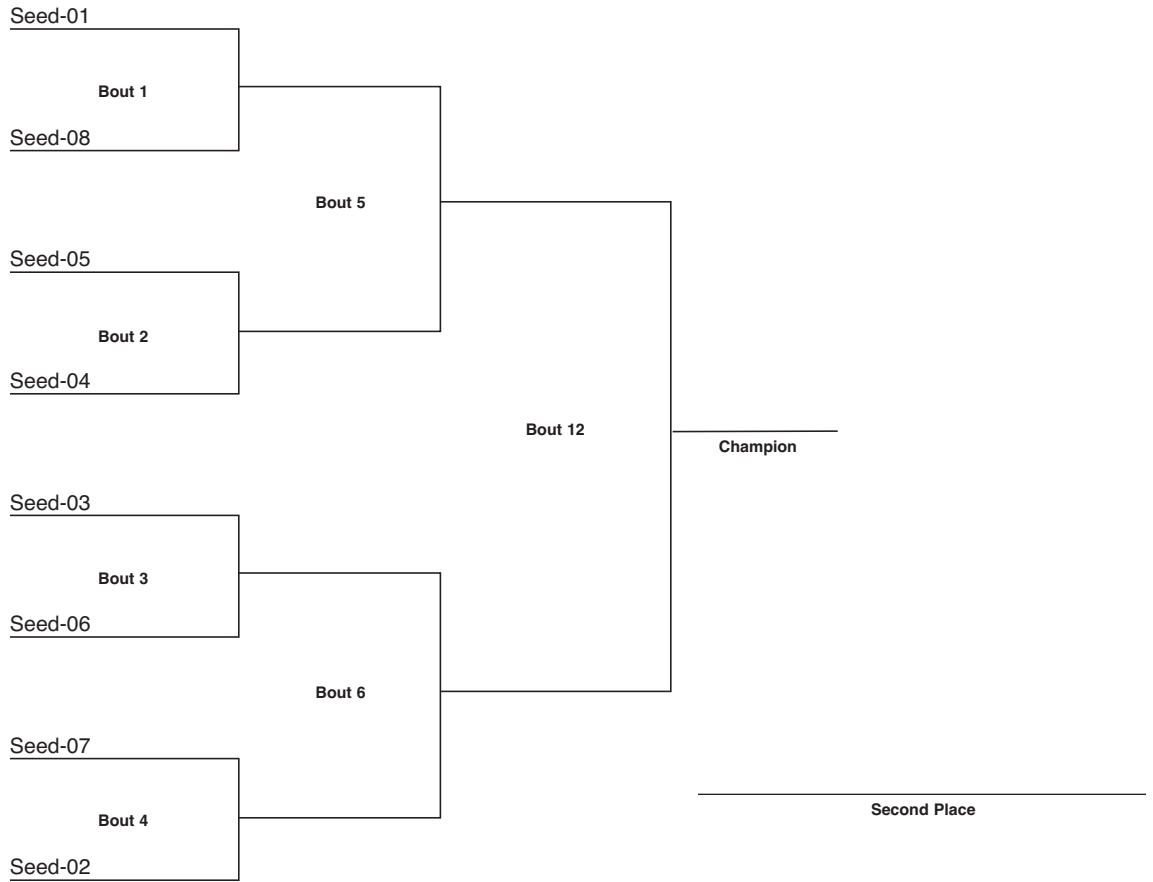 Seed-01
Bout 1
Seed-08
Bout 5
Seed-05
Bout 2
Seed-04
Bout 12
Champion
Seed-03
Bout 3
Seed-06
Bout 6
Seed-07
Second Place
Bout 4
Seed-02